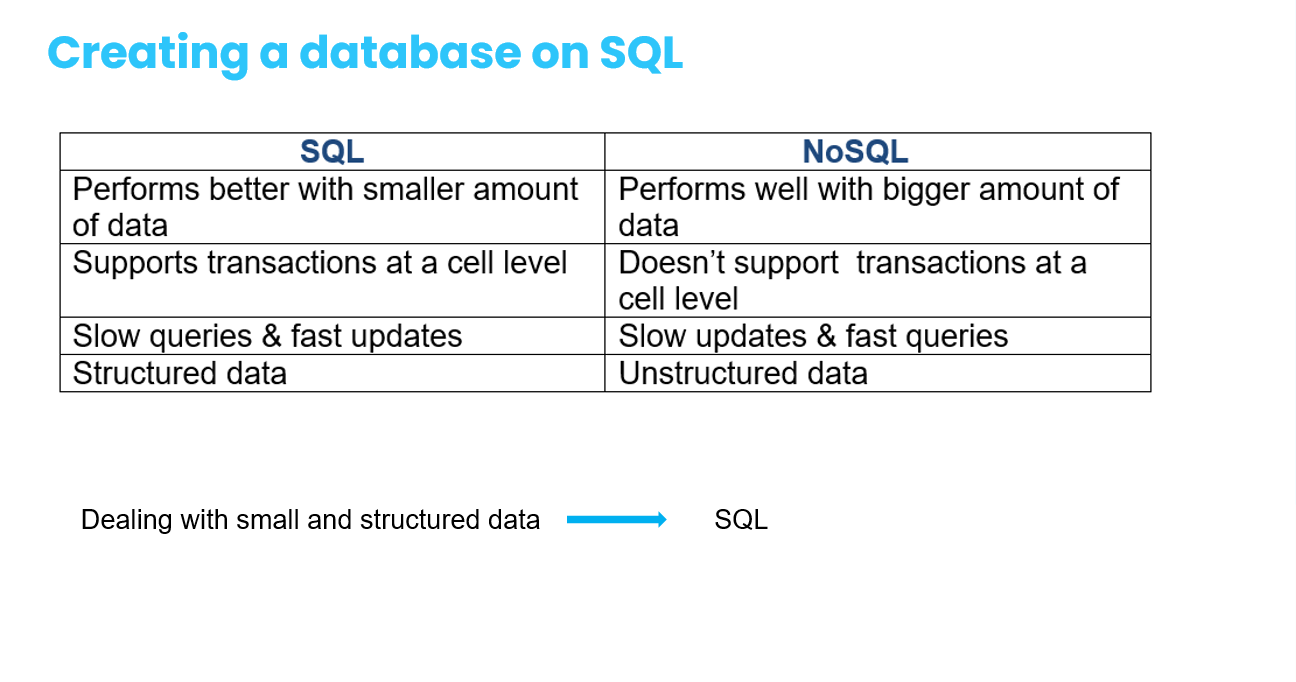 Creating a database on SQL
SQL
NoSQL
Performs better with smaller amount
of data
Performs well with bigger amount of
data
Supports transactions at a cell level
Doesn’t support  transactions at a
cell level
Slow queries & fast updates
Slow updates & fast queries
Structured data
Unstructured data
Dealing with small and structured data
SQL